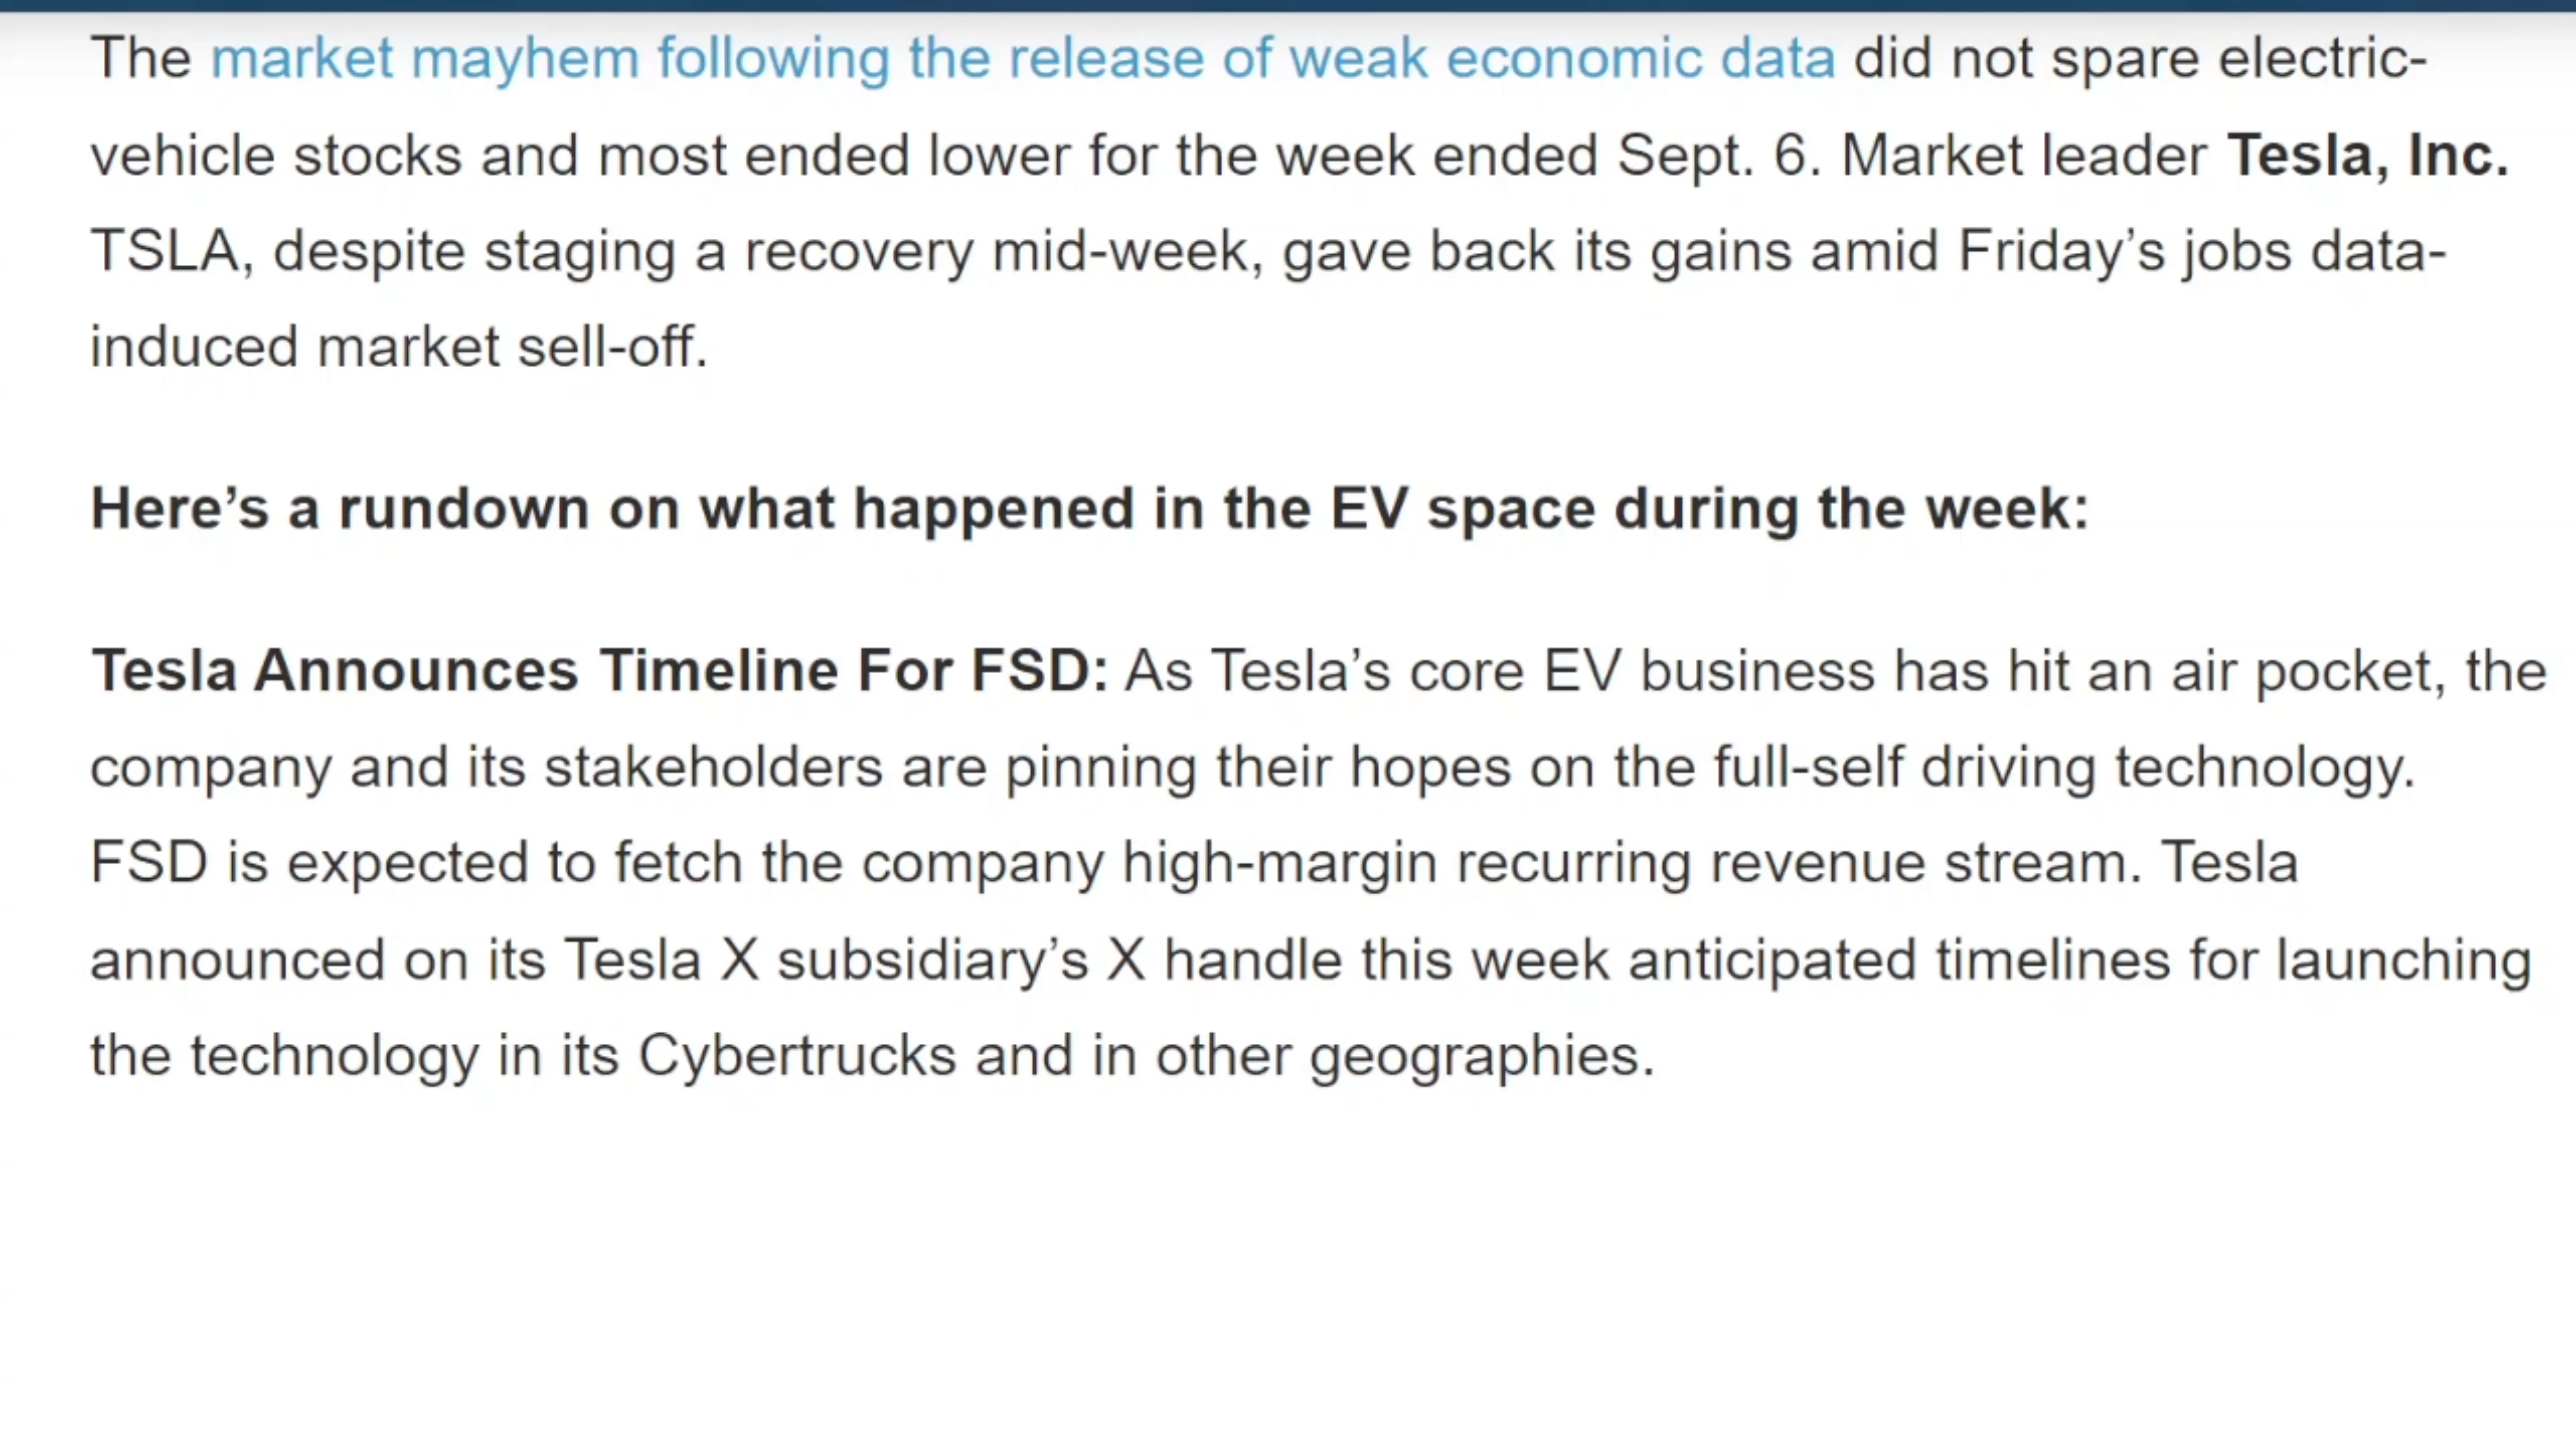 The market mayhem following the release of weak economic data did not spare electric-
vehicle stocks and most ended lower for the week ended Sept. 6. Market leader Tesla, Inc.
TSLA, despite staging a recovery mid-week, gave back its gains amid Friday’s jobs data-
induced market sell-off.
Here’s a rundown on what happened in the EV space during the week:
Tesla Announces Timeline For FSD: As Tesla’s core EV business has hit an air pocket, the
company and its stakeholders are pinning their hopes on the full-self driving technology.
FSD is expected to fetch the company high-margin recurring revenue stream. Tesla
announced on its Tesla X subsidiary’s X handle this week anticipated timelines for launching
the technology in its Cybertrucks and in other geographies.